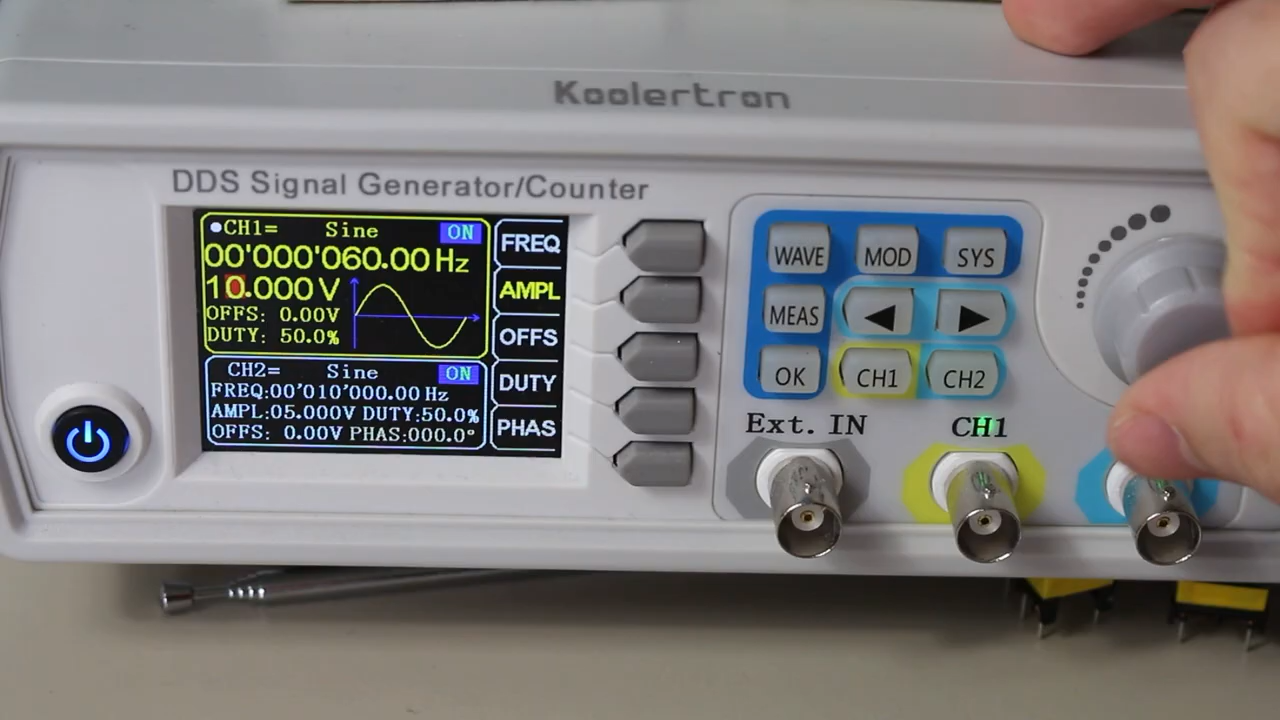 Koolertron
DDS Signal Generator/Counter
CH1= Sine ON
00'000'060.00 Hz
10.000 V
OFFS: 0.00V
DUTY: 50.0%
CH2= Sine ON
FREQ:00'010'000.00 Hz
AMPL:05.000V DUTY:50.0%
OFFS: 0.00V PHAS:000.0°
FREQ
AMPL
OFFS
DUTY
PHAS
WAVE MOD SYS
MEAS ◀ ▶
OK CH1 CH2
Ext. IN CH1